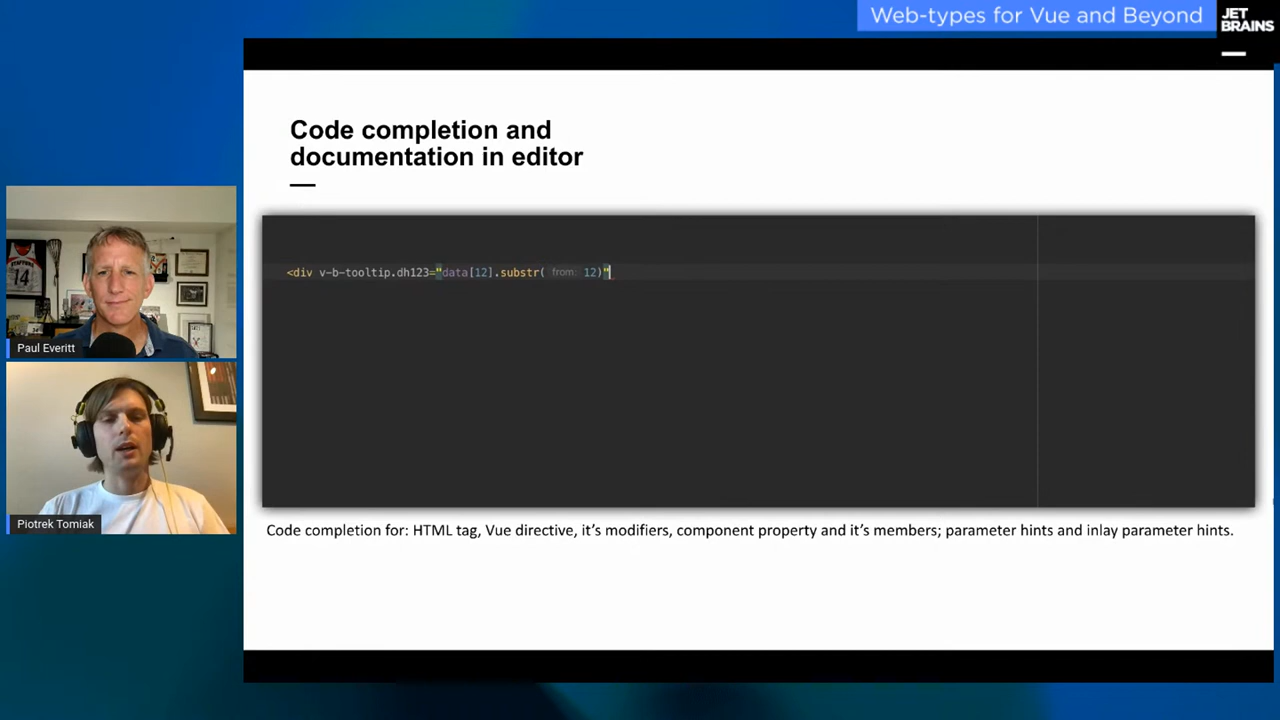 Web-types for Vue and Beyond
JET
BRAINS
Code completion and
documentation in editor
<div v-b-tooltip.dh123="data[12].substr( from: 12)"
Code completion for: HTML tag, Vue directive, it's modifiers, component property and it's members; parameter hints and inlay parameter hints.
STAFFERS
14
Paul Everitt
Piotrek Tomiak